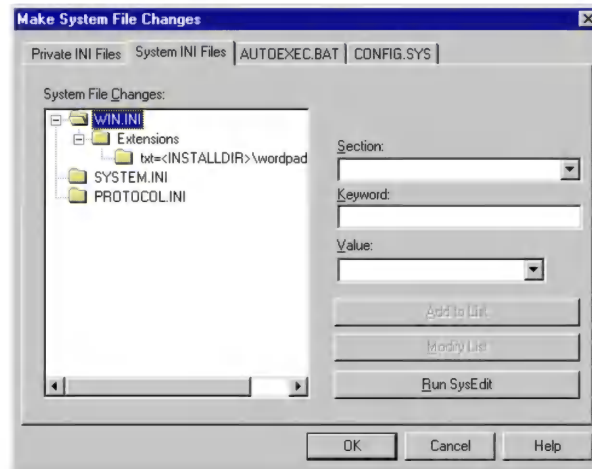 Make System File Changes
Private INI Files System INI Files AUTOEXEC.BAT CONFIG.SYS
System File Changes:
WIN.INI
Extensions
txt=<INSTALLDIR>\wordpad
SYSTEM.INI
PROTOCOL.INI
Section:
Keyword:
Value:
Add to List
Modify List
Run SysEdit
OK Cancel Help